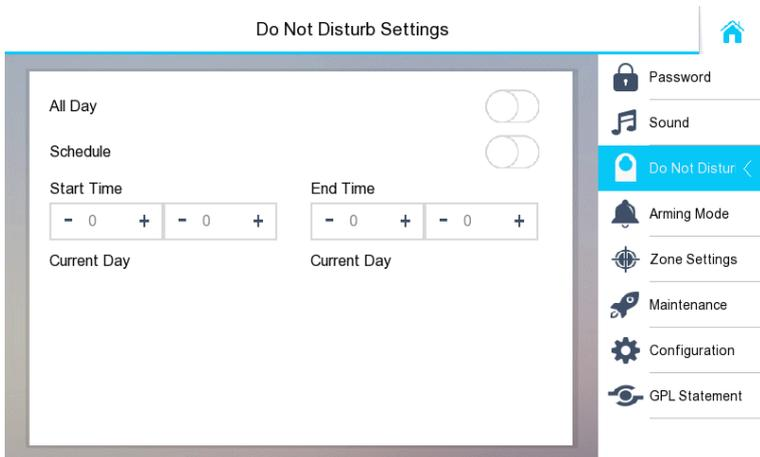 Do Not Disturb Settings
All Day
Schedule
Start Time
End Time
- 0 + - 0 +
- 0 + - 0 +
Current Day
Current Day
Password
Sound
Do Not Distur
Arming Mode
Zone Settings
Maintenance
Configuration
GPL Statement